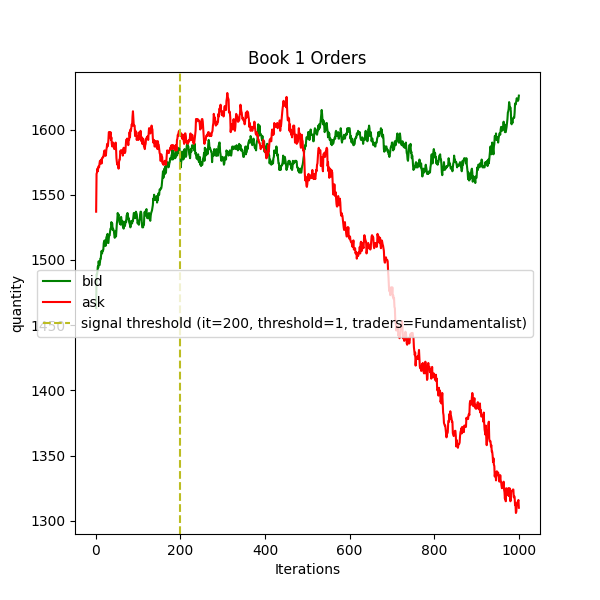 Book 1 Orders
quantity
1600
1550
1500
1450
1400
1350
1300
bid
ask
signal threshold (it=200, threshold=1, traders=Fundamentalist)
0 200 400 600 800 1000
Iterations